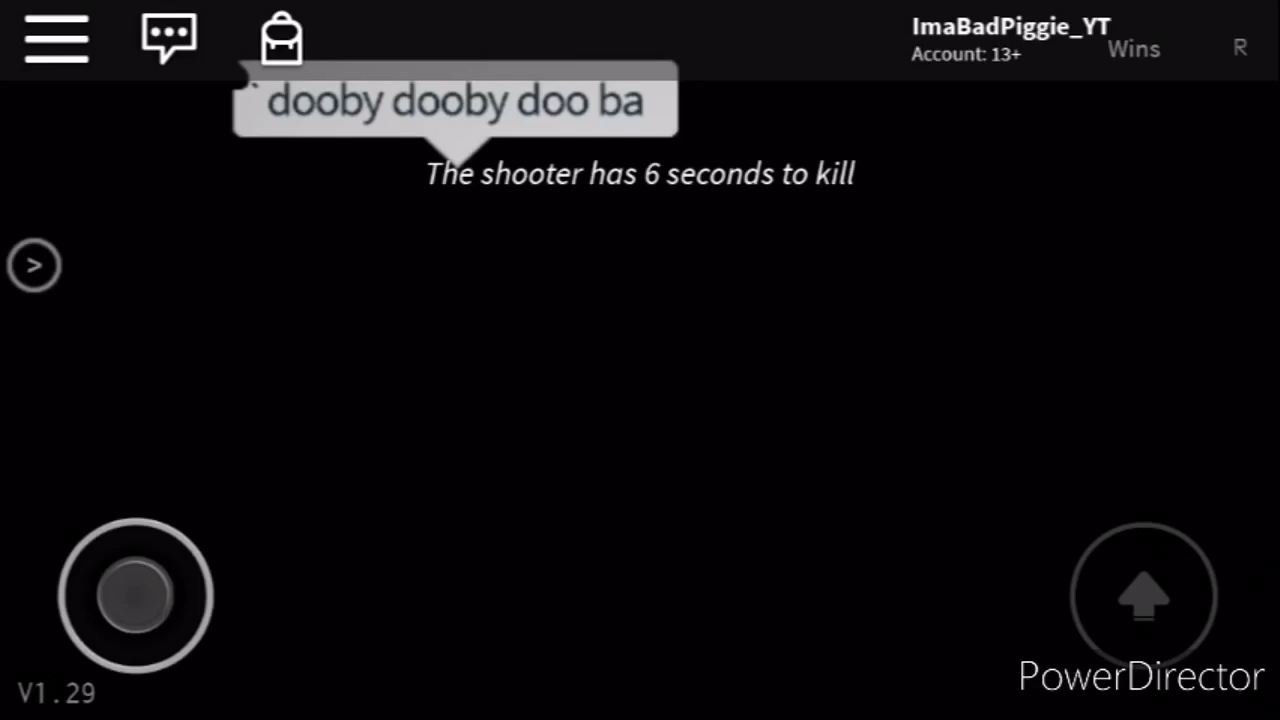 ImaBadPiggie_YT
Account: 13+
Wins
R
` dooby dooby doo ba
The shooter has 6 seconds to kill
>
V1.29
PowerDirector